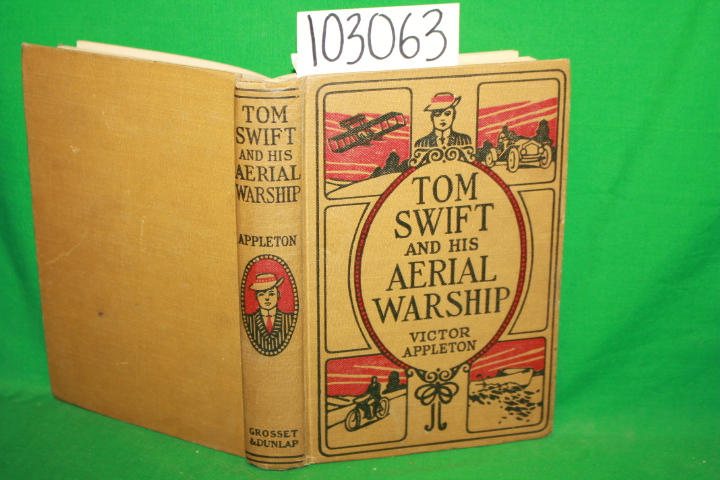 103063
TOM
SWIFT
AND HIS
AERIAL
WARSHIP
APPLETON
GROSSET
& DUNLAP
TOM
SWIFT
AND HIS
AERIAL
WARSHIP
VICTOR
APPLETON